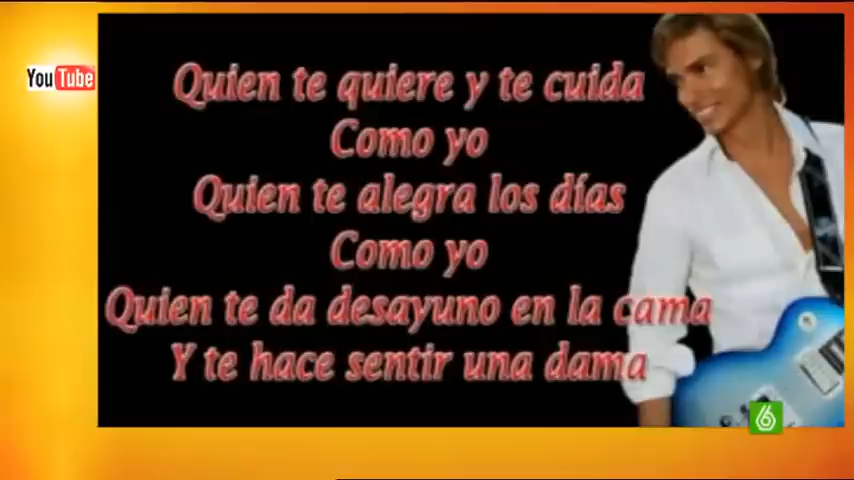 YouTube
Quien te quiere y te cuida
Como yo
Quien te alegra los días
Como yo
Quien te da desayuno en la cama
Y te hace sentir una dama
6